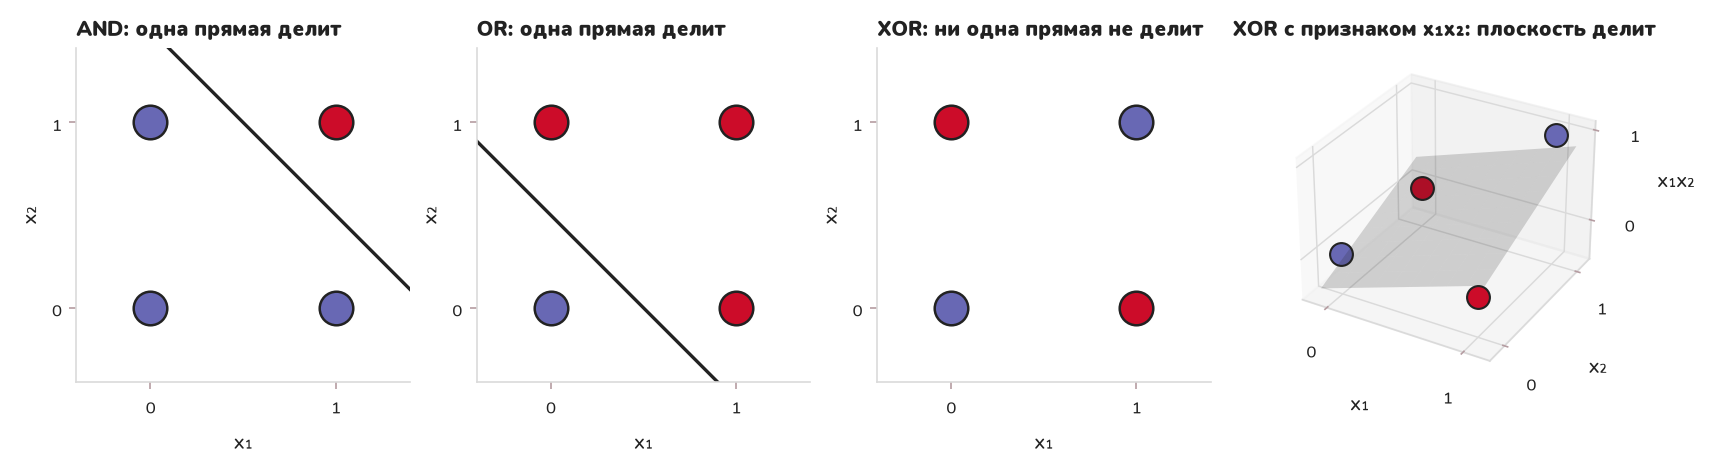 AND: одна прямая делит
1
0
x₂
0
1
x₁
OR: одна прямая делит
1
0
x₂
0
1
x₁
XOR: ни одна прямая не делит
1
0
x₂
0
1
x₁
XOR с признаком x₁x₂: плоскость делит
1
0
x₁x₂
0
1
x₁
0
1
x₂